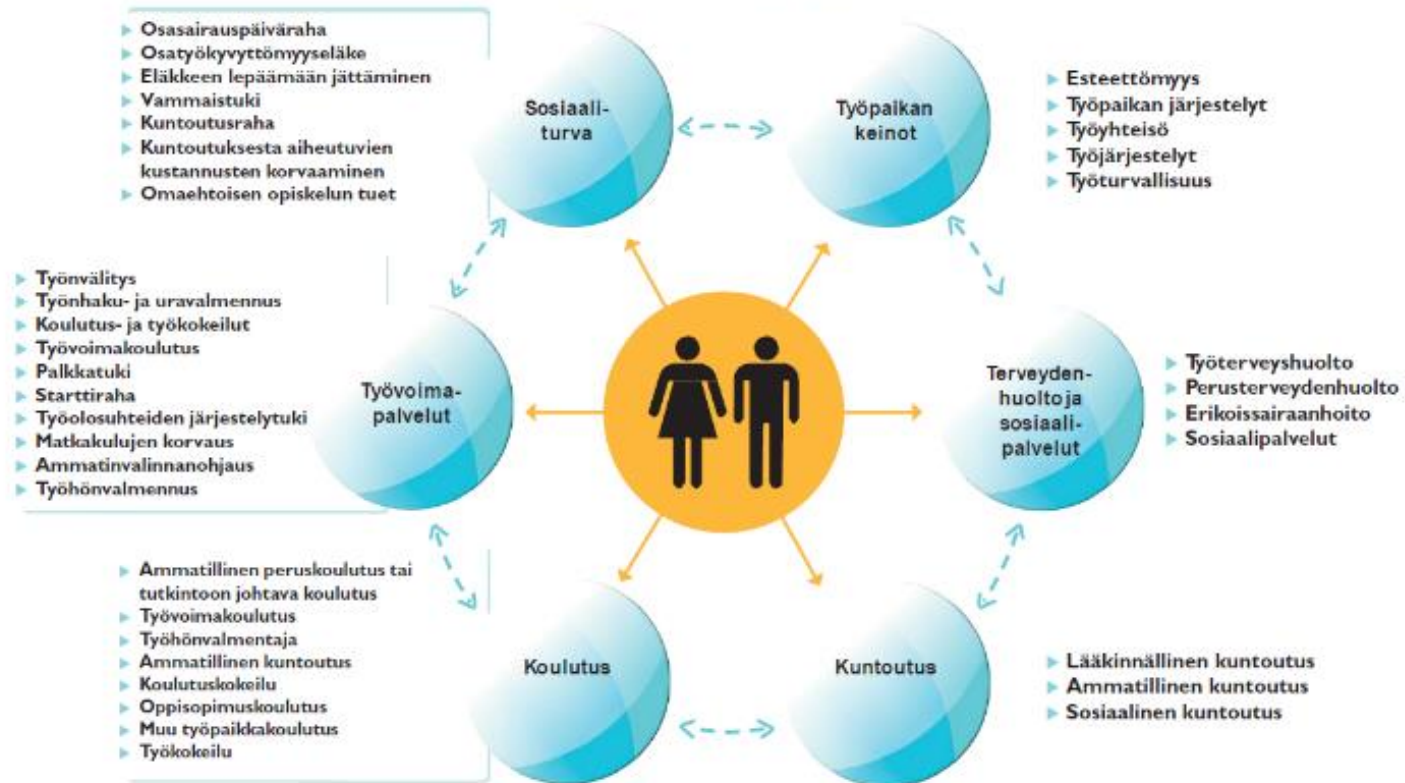 Osasairauspäiväraha
Osatyökyvyttömyyseläke
Eläkkeen lepäämään jättäminen
Vammaistuki
Kuntoutusraha
Kuntoutuksesta aiheutuvien
kustannusten korvaaminen
Omaehtoisen opiskelun tuet
Sosiaali-
turva
Työpaikan
keinot
Esteettömyys
Työpaikan järjestelyt
Työyhteisö
Työjärjestelyt
Työturvallisuus
Työnvälitys
Työnhaku- ja uravalmennus
Koulutus- ja työkokeilut
Työvoimakoulutus
Palkkatuki
Starttiraha
Työolosuhteiden järjestelytuki
Matkakulujen korvaus
Ammatinvalinnanohjaus
Työhönvalmennus
Työvoima-
palvelut
Terveyden-
huolto ja
sosiaali-
palvelut
Työterveyshuolto
Perusterveydenhuolto
Erikoissairaanhoito
Sosiaalipalvelut
Ammatillinen peruskoulutus tai
tutkintoon johtava koulutus
Työvoimakoulutus
Työhönvalmentaja
Ammatillinen kuntoutus
Koulutuskokeilu
Oppisopimuskoulutus
Muu työpaikkakoulutus
Työkokeilu
Koulutus
Kuntoutus
Lääkinnällinen kuntoutus
Ammatillinen kuntoutus
Sosiaalinen kuntoutus